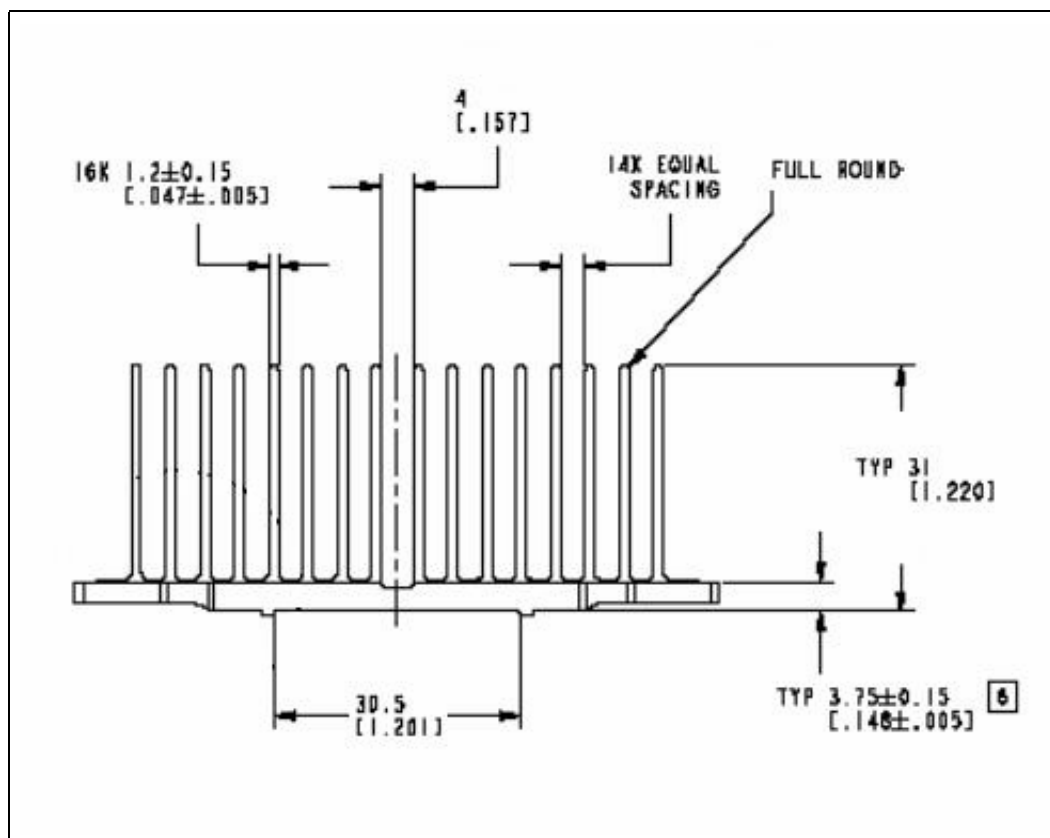 4
[.157]
16K 1.2±0.15
[.047±.005]
14X EQUAL
SPACING
FULL ROUND
TYP 31
[1.220]
30.5
[1.201]
TYP 3.75±0.15 6
[.148±.005]